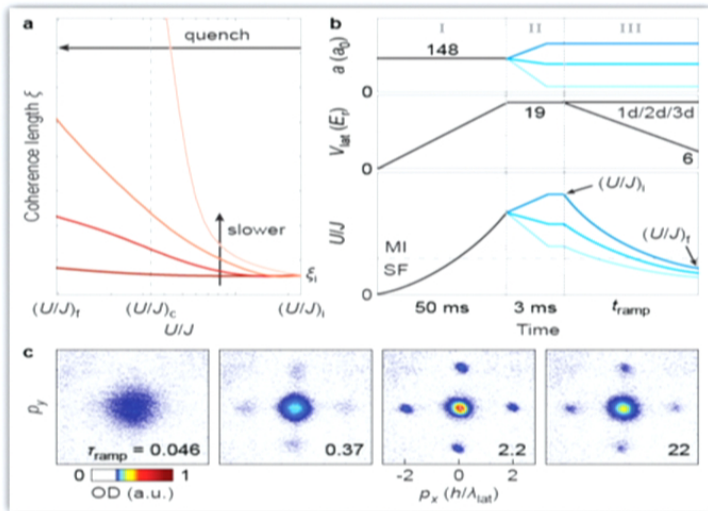 a
quench
Coherence length ξ
slower
ξi
(U/J)f
(U/J)c
(U/J)i
U/J
b
I
II
III
a (a0)
148
0
Vlat (Er)
19
1d/2d/3d
6
0
U/J
(U/J)i
(U/J)f
MI
SF
0
50 ms
3 ms
tramp
Time
c
py
τramp = 0.046
0.37
2.2
22
0
1
OD (a.u.)
-2
0
2
px (h/λlat)